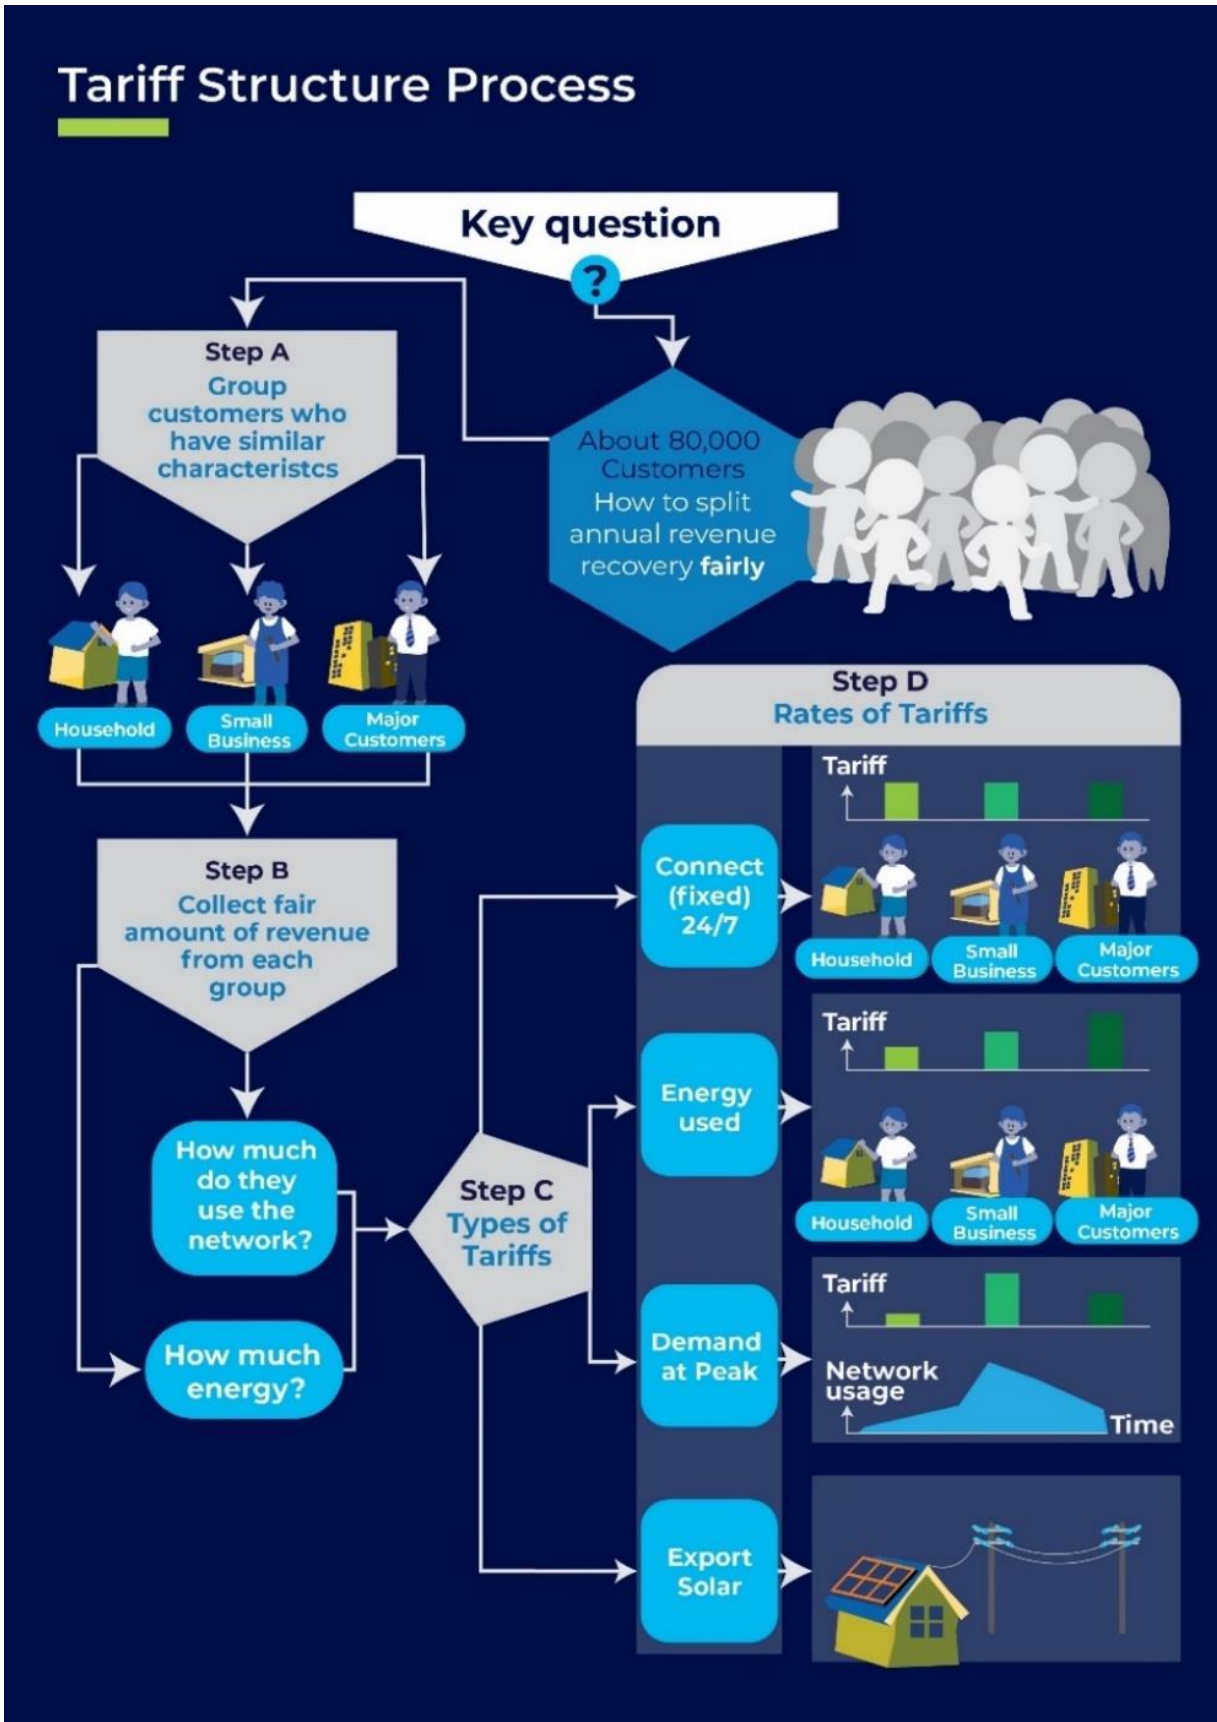 Tariff Structure Process
Key question
?
Step A
Group
customers who
have similar
characteristcs
About 80,000
Customers
How to split
annual revenue
recovery fairly
Household
Small
Business
Major
Customers
Step B
Collect fair
amount of revenue
from each
group
How much
do they
use the
network?
How much
energy?
Step C
Types of
Tariffs
Step D
Rates of Tariffs
Connect
(fixed)
24/7
Tariff
Household
Small
Business
Major
Customers
Energy
used
Tariff
Household
Small
Business
Major
Customers
Demand
at Peak
Tariff
Network
usage
Time
Export
Solar